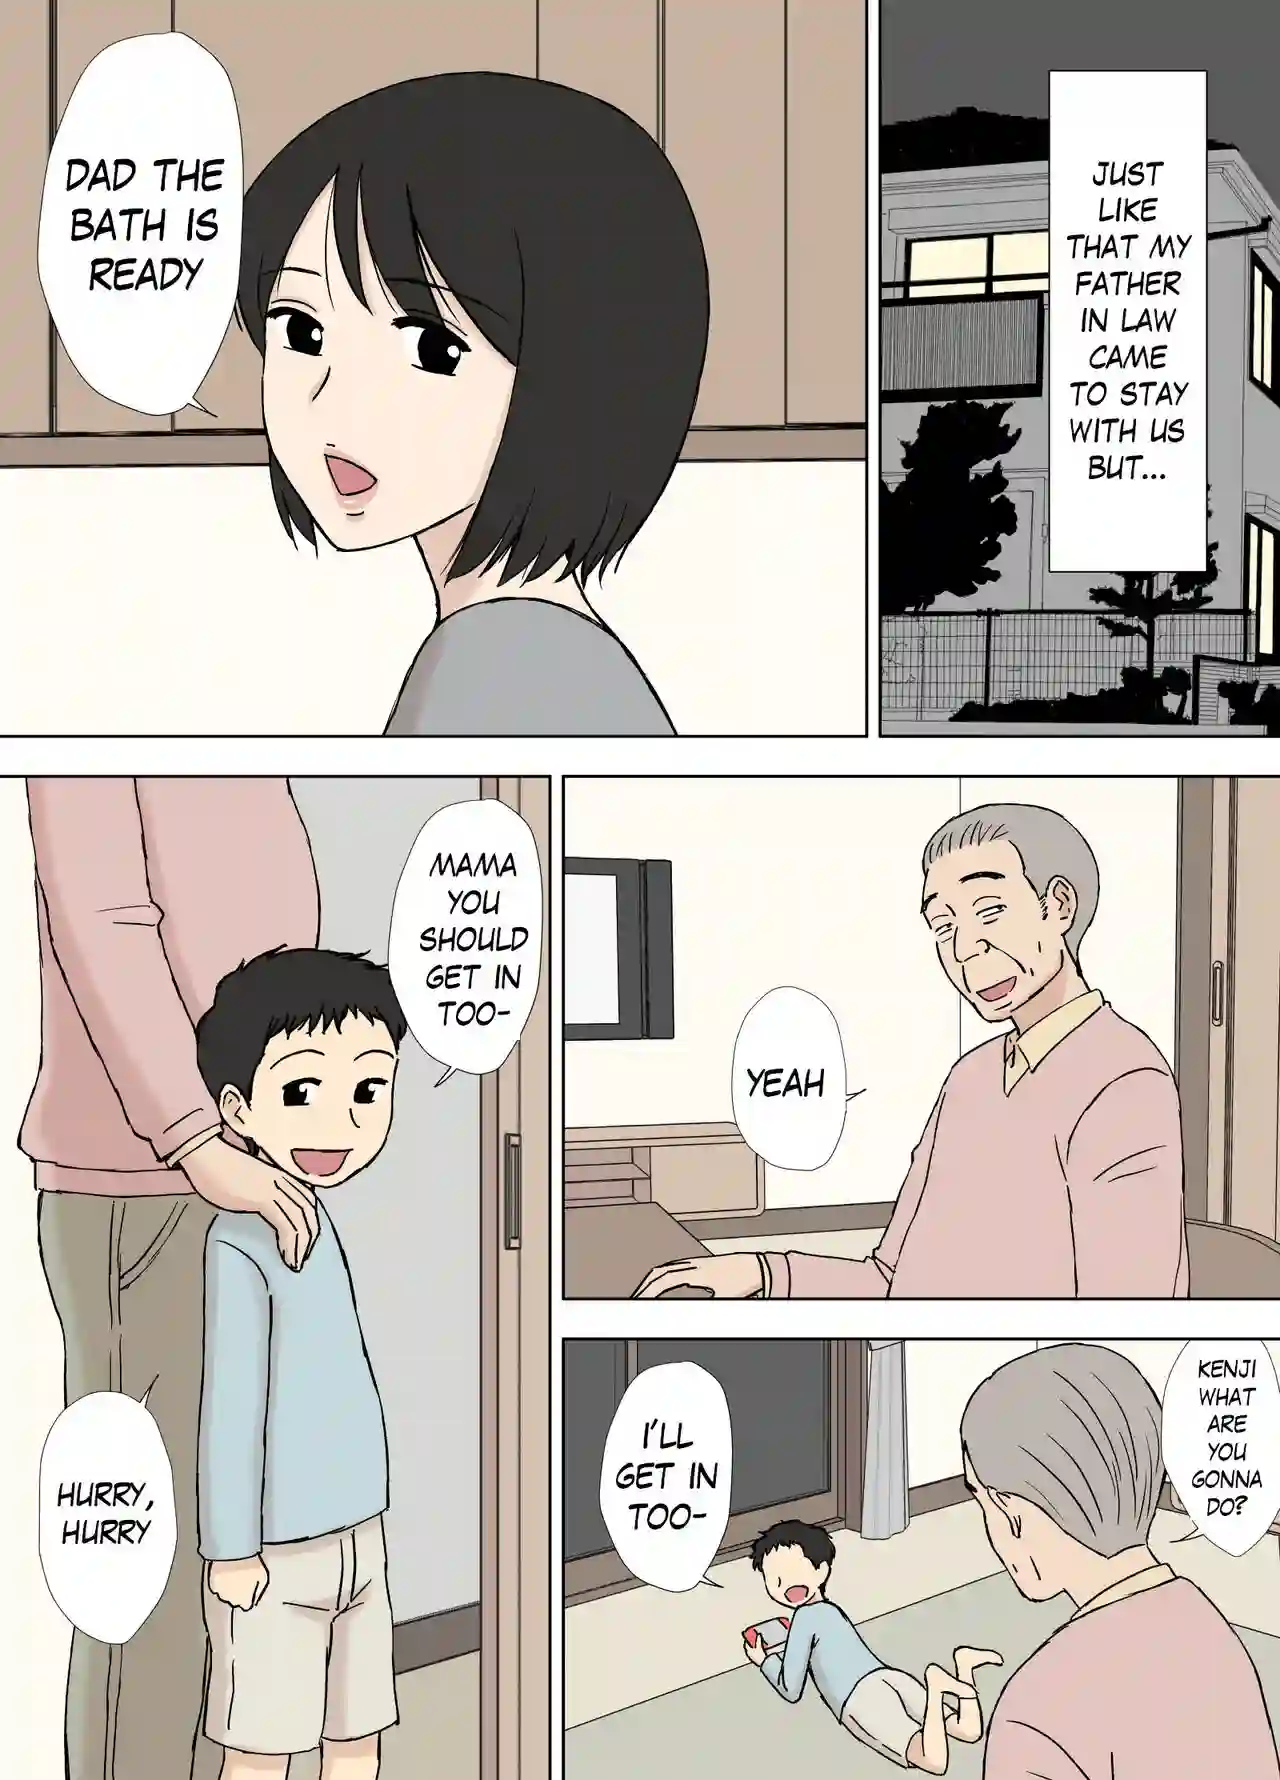 JUST
LIKE
THAT MY
FATHER
IN LAW
CAME
TO STAY
WITH US
BUT...
DAD THE
BATH IS
READY
YEAH
KENJI
WHAT
ARE
YOU
GONNA
DO?
I'LL
GET IN
TOO-
MAMA
YOU
SHOULD
GET IN
TOO-
HURRY,
HURRY